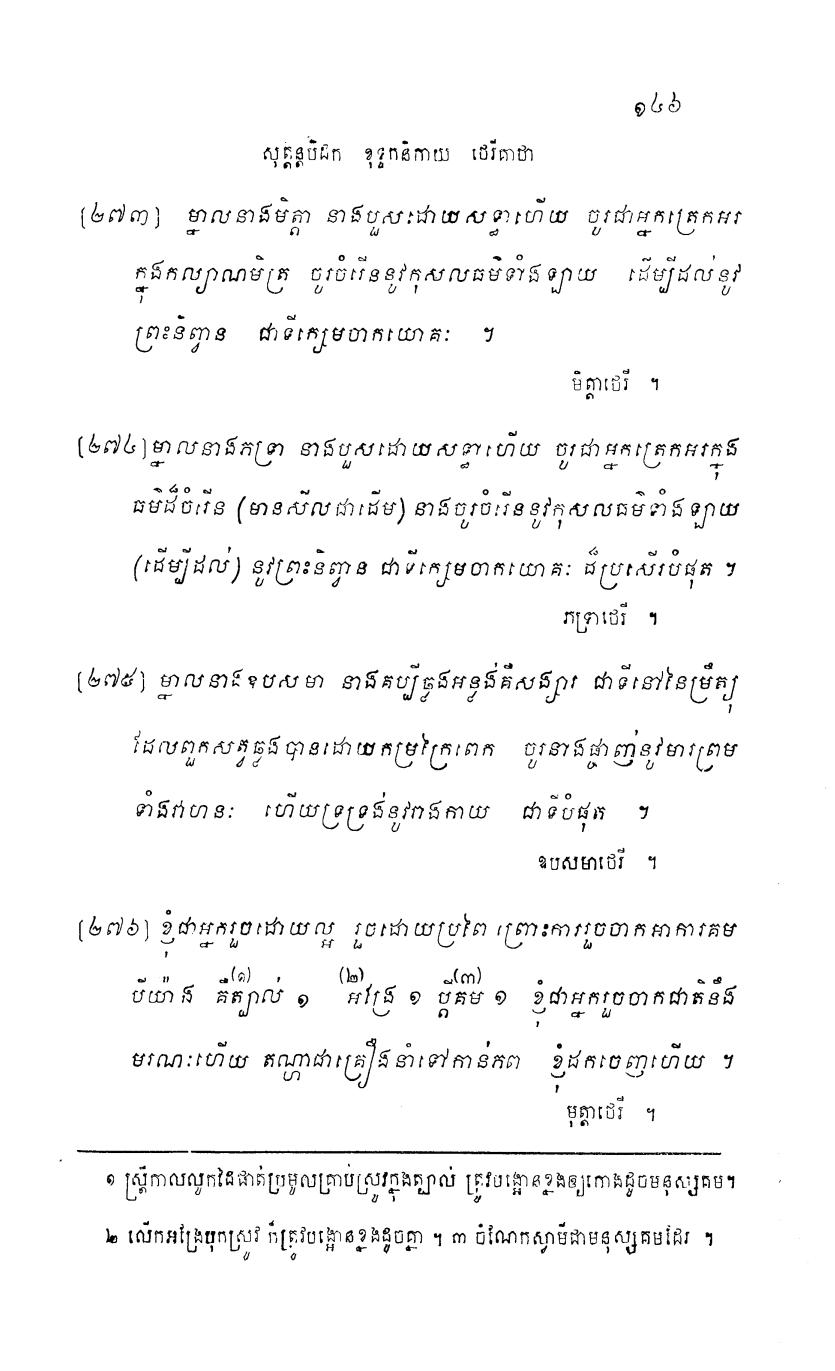 ១៤៦
សុត្តន្តបិដក ខុទ្ទកនិកាយ ថេរីគាថា
[២៧៣] ម្នាលនាងមិត្តា នាងបួសដោយសទ្ធាហើយ ចូរជាអ្នកត្រេកអរ
ក្នុងកល្យាណមិត្រ ចូរចំរើននូវកុសលធម៌ទាំងឡាយ ដើម្បីដល់នូវ
ព្រះនិព្វាន ជាទីក្សេមចាកយោគៈ ។
មិត្តាថេរី ។
[២៧៤] ម្នាលនាងភទ្រា នាងបួសដោយសទ្ធាហើយ ចូរជាអ្នកត្រេកអរក្នុង
ធម៌ដ៏ចំរើន (មានសីលជាដើម) នាងចូរចំរើននូវកុសលធម៌ទាំងឡាយ
(ដើម្បីដល់) នូវព្រះនិព្វាន ជាទីក្សេមចាកយោគៈ ដ៏ប្រសើរបំផុត ។
ភទ្រាថេរី ។
[២៧៥] ម្នាលនាងឧបសមា នាងគប្បីឆ្លងអន្លង់គឺសង្សារ ជាទីនៅនៃម្រឹត្យុ
ដែលពួកសត្វឆ្លងបានដោយកម្រក្រៃពេក ចូរនាងផ្ចាញ់នូវមារព្រម
ទាំងវាហនៈ ហើយទ្រទ្រង់នូវរាងកាយ ជាទីបំផុត ។
ឧបសមាថេរី ។
[២៧៦] ខ្ញុំជាអ្នករួចដោយល្អ រួចដោយប្រពៃ ព្រោះការរួចចាកអាការគម
បីយ៉ាង គឺត្បាល់ ១ (១) អង្រែ ១ (២) ប្ដីគម ១ (៣) ខ្ញុំជាអ្នករួចចាកជាតិនឹង
មរណៈហើយ តណ្ហាជាគ្រឿងនាំទៅកាន់ភព ខ្ញុំដកចេញហើយ ។
មុត្តាថេរី ។
១ ស្ត្រីកាលលូកដៃផាត់ប្រមូលគ្រាប់ស្រូវក្នុងត្បាល់ ត្រូវបង្អោនខ្នងឲ្យកោងដូចមនុស្សគម។
២ លើកអង្រែបុកស្រូវ ក៏ត្រូវបង្អោនខ្នងដូចគ្នា ។ ៣ ចំណែកស្វាមីជាមនុស្សគមដែរ ។